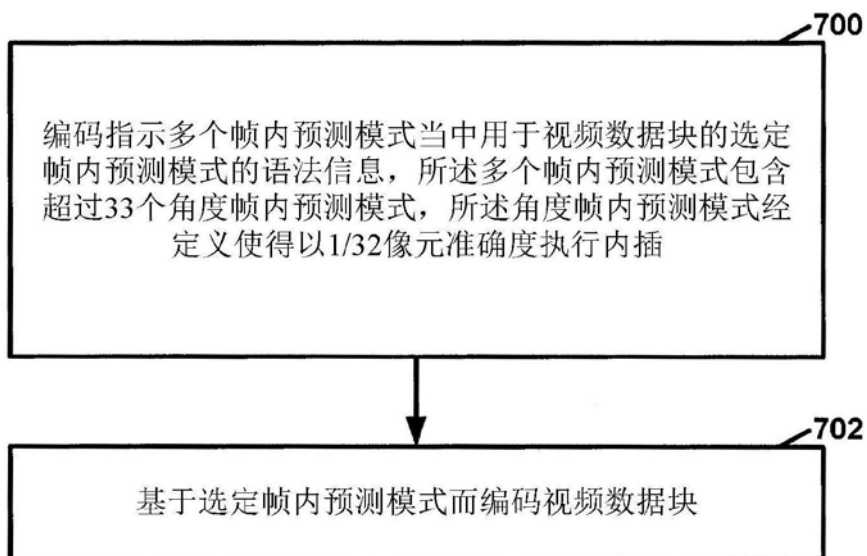 700
编码指示多个帧内预测模式当中用于视频数据块的选定
帧内预测模式的语法信息，所述多个帧内预测模式包含
超过33个角度帧内预测模式，所述角度帧内预测模式经
定义使得以1/32像元准确度执行内插
702
基于选定帧内预测模式而编码视频数据块